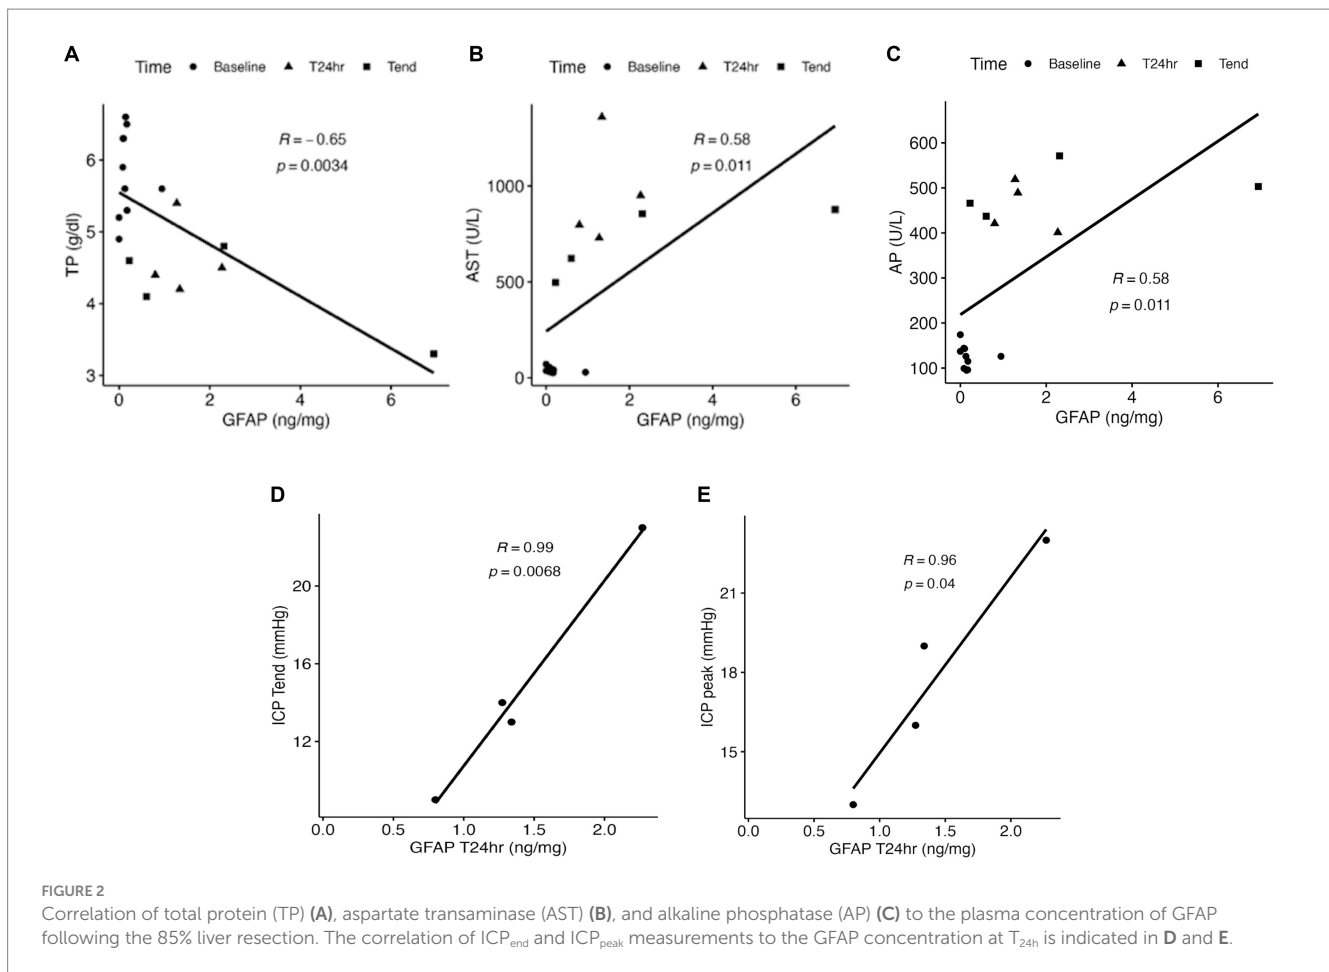 A
Time Baseline T24hr Tend
R = −0.65
p = 0.0034
TP (g/dl)
6
5
4
3
0 2 4 6
GFAP (ng/mg)
B
Time Baseline T24hr Tend
R = 0.58
p = 0.011
AST (U/L)
1000
500
0
0 2 4 6
GFAP (ng/mg)
C
Time Baseline T24hr Tend
R = 0.58
p = 0.011
AP (U/L)
600
500
400
300
200
100
0 2 4 6
GFAP (ng/mg)
D
R = 0.99
p = 0.0068
ICP Tend (mmHg)
20
16
12
0.0 0.5 1.0 1.5 2.0
GFAP T24hr (ng/mg)
E
R = 0.96
p = 0.04
ICP peak (mmHg)
21
18
15
0.0 0.5 1.0 1.5 2.0
GFAP T24hr (ng/mg)
FIGURE 2
Correlation of total protein (TP) (A), aspartate transaminase (AST) (B), and alkaline phosphatase (AP) (C) to the plasma concentration of GFAP
following the 85% liver resection. The correlation of ICPend and ICPpeak measurements to the GFAP concentration at T24h is indicated in D and E.